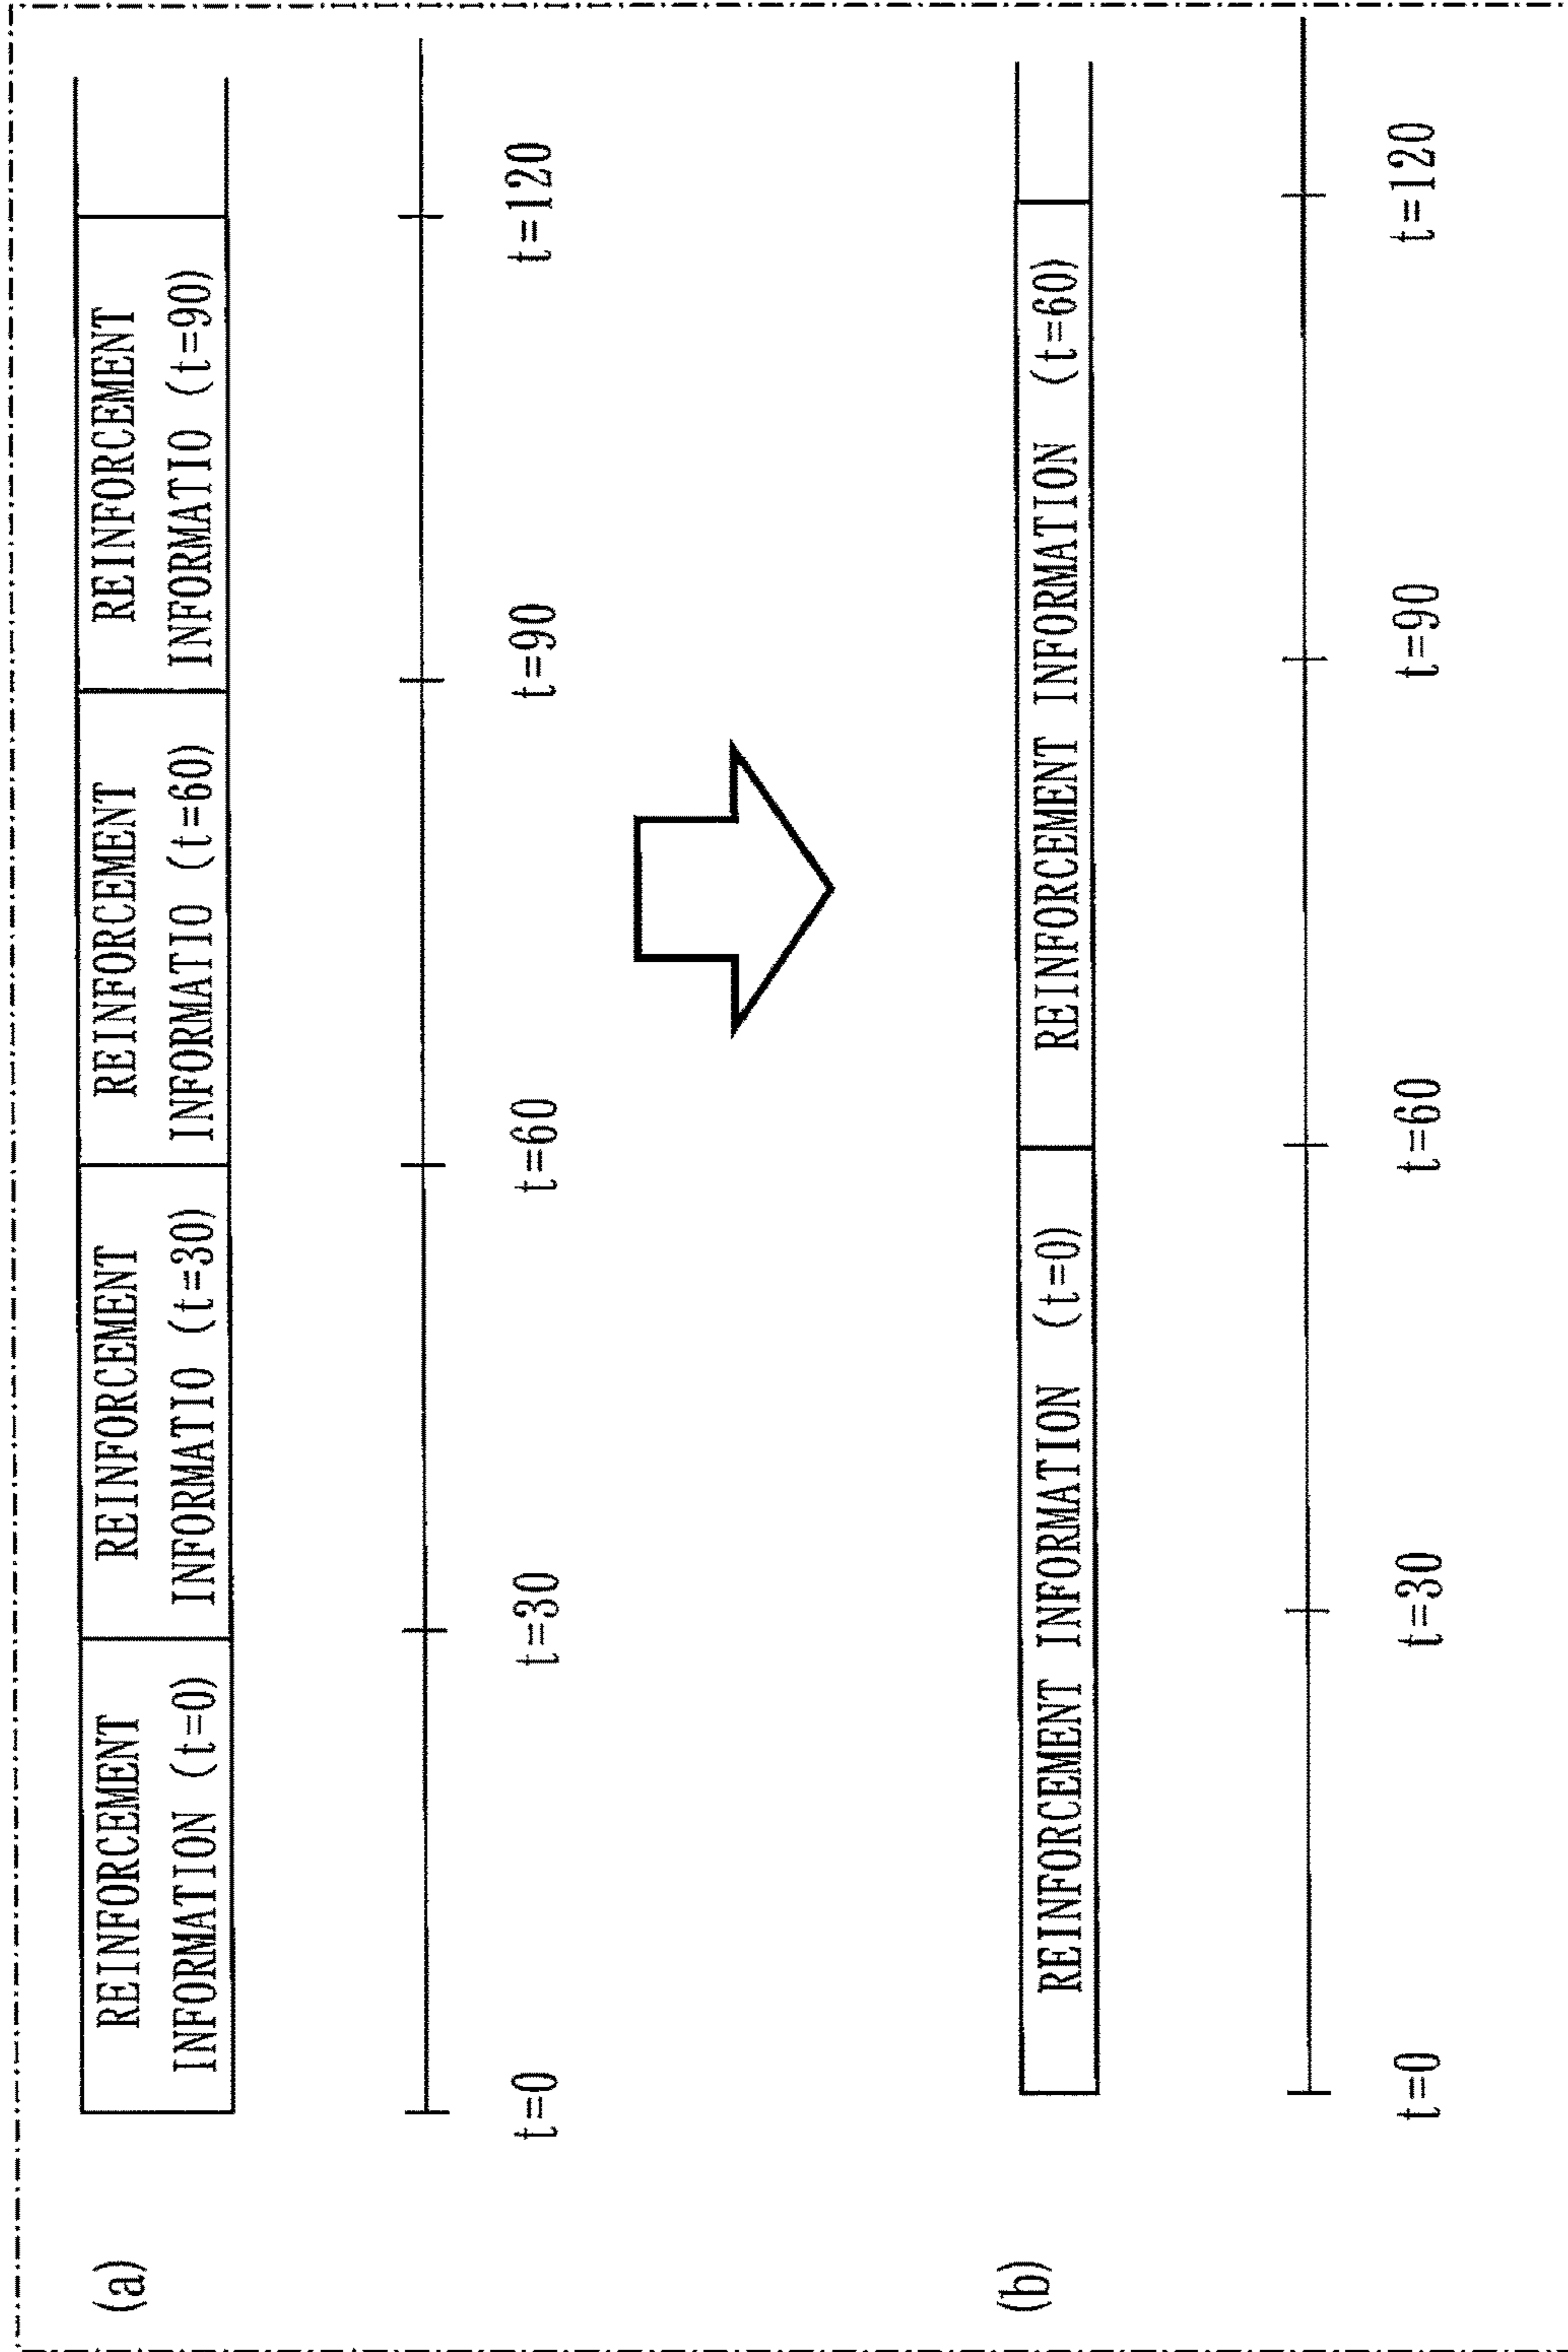 (a)
REINFORCEMENT
INFORMATION (t=0)
REINFORCEMENT
INFORMATIO (t=30)
REINFORCEMENT
INFORMATIO (t=60)
REINFORCEMENT
INFORMATIO (t=90)
t=0
t=30
t=60
t=90
t=120
(b)
REINFORCEMENT INFORMATION (t=0)
REINFORCEMENT INFORMATION (t=60)
t=0
t=30
t=60
t=90
t=120